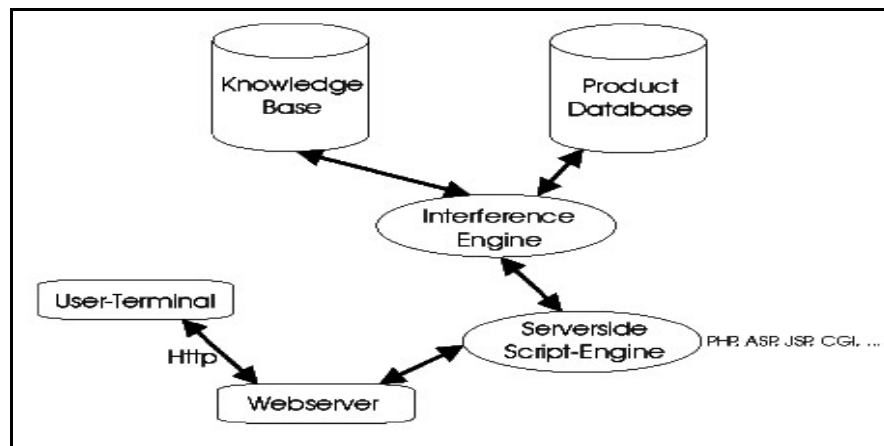 Knowledge
Base
Product
Database
Interference
Engine
User-Terminal
Http
Serverside
Script-Engine
PHP, ASP, JSP, CGI, ...
Webserver